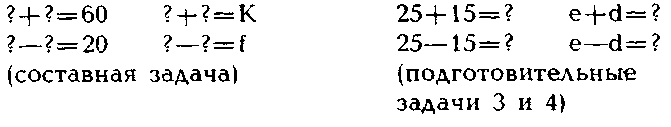 ?+?=60 ?+?=K
?—?=20 ?—?=f
(составная задача)
25+15=? e+d=?
25—15=? e—d=?
(подготовительные
задачи 3 и 4)